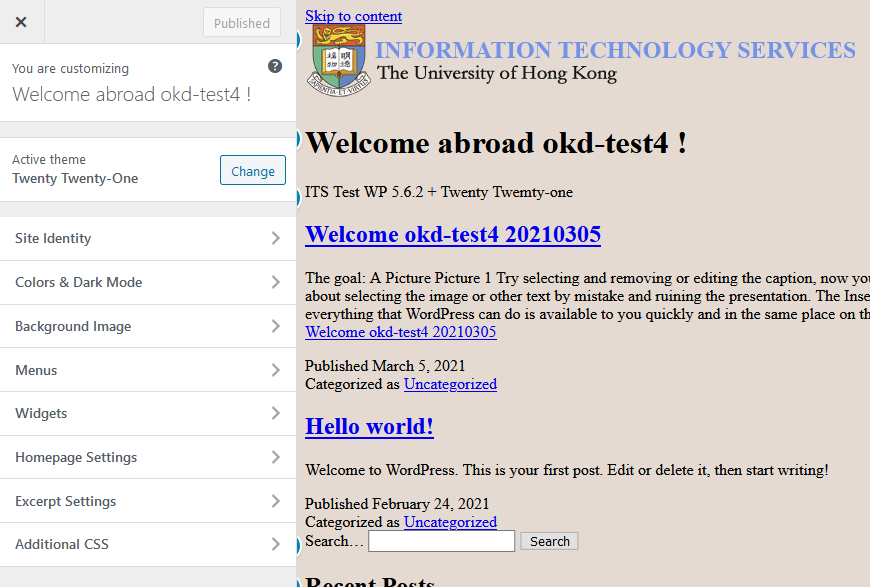 Published
You are customizing
Welcome abroad okd-test4 !
Active theme
Twenty Twenty-One
Change
Site Identity
Colors & Dark Mode
Background Image
Menus
Widgets
Homepage Settings
Excerpt Settings
Additional CSS
Skip to content
INFORMATION TECHNOLOGY SERVICES
The University of Hong Kong
Welcome abroad okd-test4 !
ITS Test WP 5.6.2 + Twenty Twemty-one
Welcome okd-test4 20210305
The goal: A Picture Picture 1 Try selecting and removing or editing the caption, now you
about selecting the image or other text by mistake and ruining the presentation. The Inse
everything that WordPress can do is available to you quickly and in the same place on th
Welcome okd-test4 20210305
Published March 5, 2021
Categorized as Uncategorized
Hello world!
Welcome to WordPress. This is your first post. Edit or delete it, then start writing!
Published February 24, 2021
Categorized as Uncategorized
Search… Search
Recent Posts